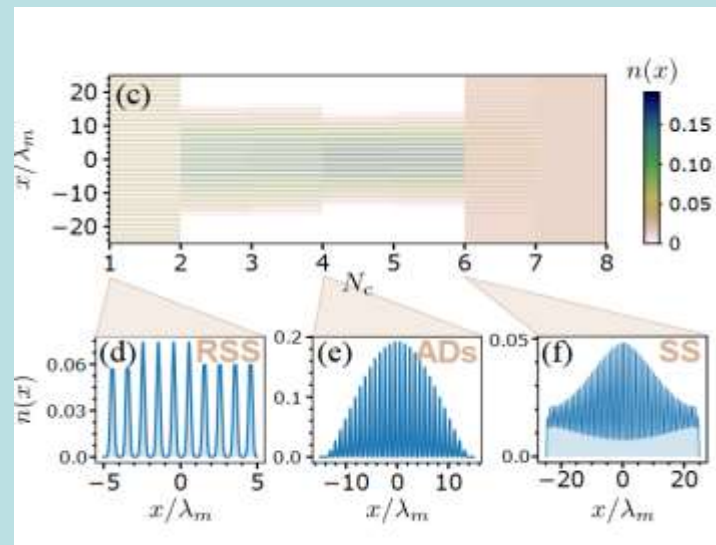 n(x)
(c)
20
10
0
−10
−20
x/λm
0.15
0.10
0.05
0
1 2 3 4 5 6 7 8
Nc
(d) RSS
0.06
0.03
0.0
n(x)
−5 0 5
x/λm
(e) ADs
0.2
0.1
0.0
−10 0 10
x/λm
(f) SS
0.05
0.0
−20 0 20
x/λm